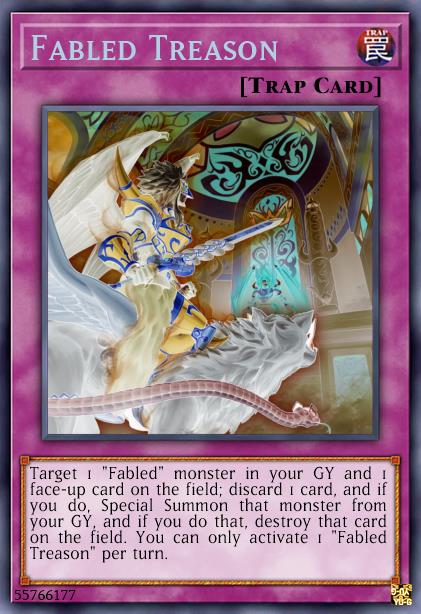 Fabled Treason
TRAP
罠
[Trap Card]
Target 1 "Fabled" monster in your GY and 1
face-up card on the field; discard 1 card, and if
you do, Special Summon that monster from
your GY, and if you do that, destroy that card
on the field. You can only activate 1 "Fabled
Treason" per turn.
55766177